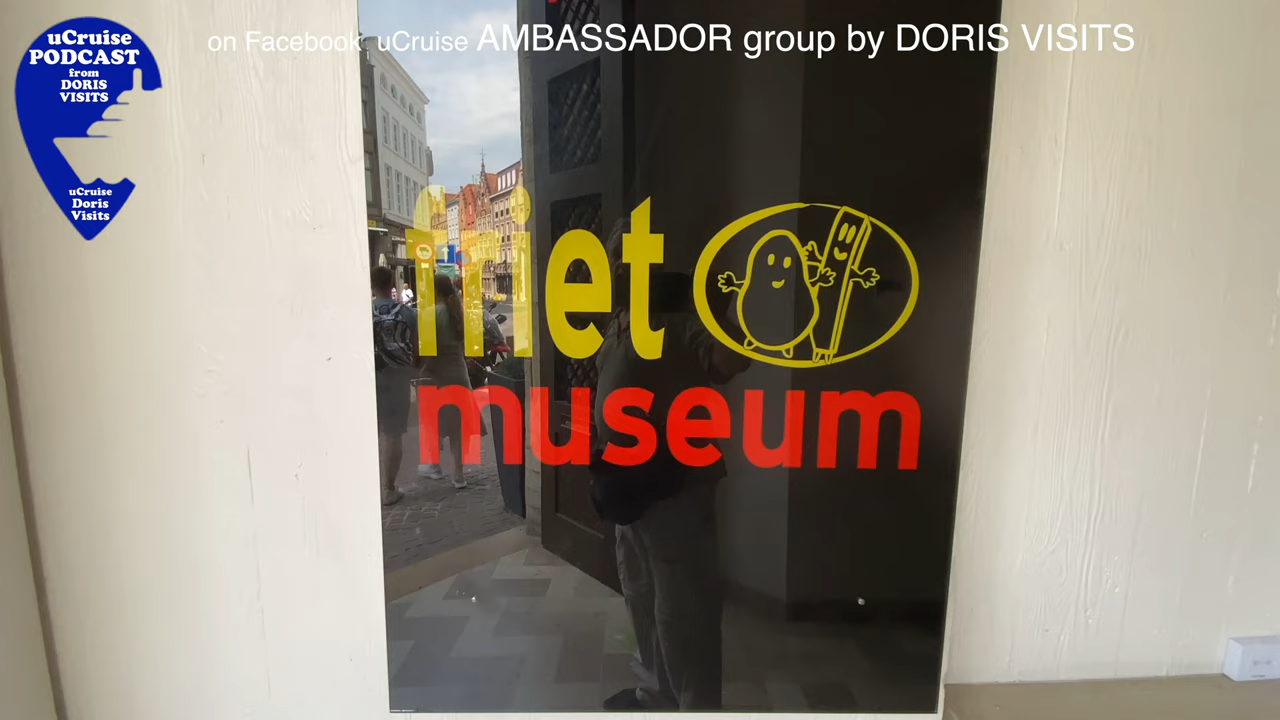 uCruise
PODCAST
from
DORIS
VISITS
uCruise
Doris
Visits
on Facebook uCruise AMBASSADOR group by DORIS VISITS
friet
museum